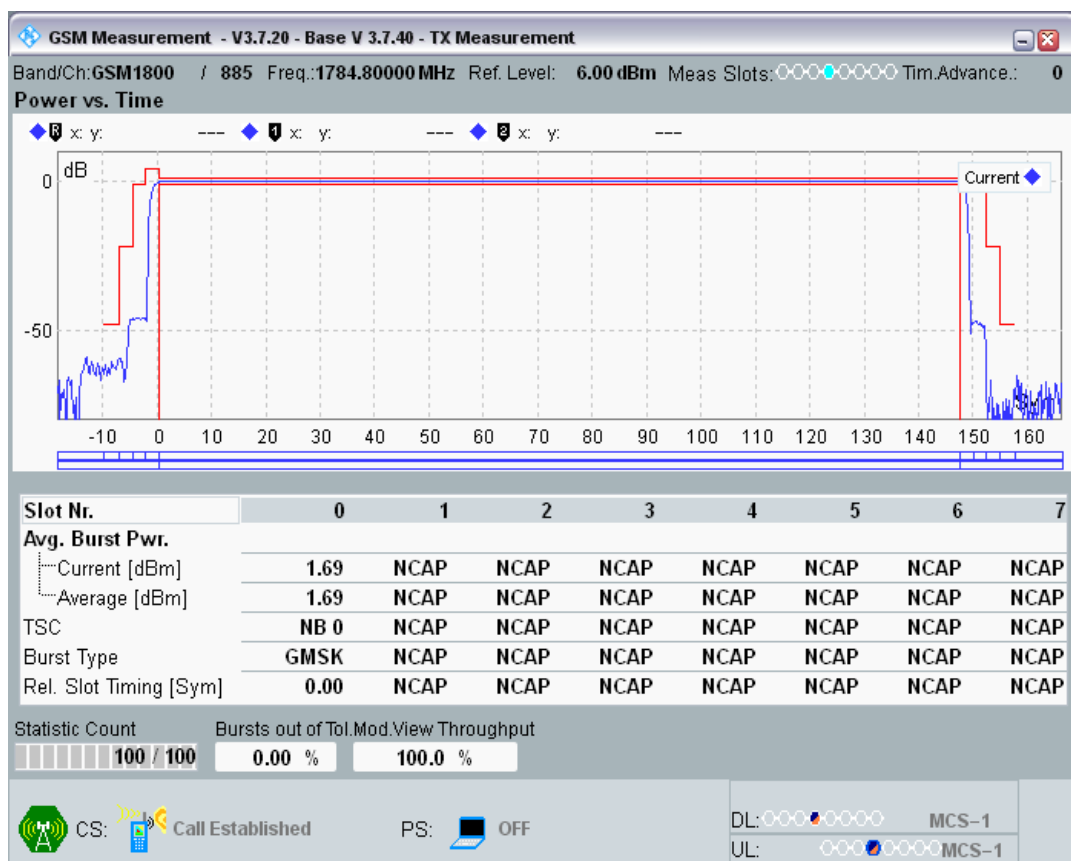 GSM Measurement - V3.7.20 - Base V 3.7.40 - TX Measurement
Band/Ch:GSM1800 / 885 Freq.:1784.80000 MHz Ref. Level: 6.00 dBm Meas Slots: Tim.Advance.: 0
Power vs. Time
R x: y: --- 1 x: y: --- 2 x: y: ---
dB
Current
0
-50
-10 0 10 20 30 40 50 60 70 80 90 100 110 120 130 140 150 160
Slot Nr. 0 1 2 3 4 5 6 7
Avg. Burst Pwr.
Current [dBm] 1.69 NCAP NCAP NCAP NCAP NCAP NCAP NCAP
Average [dBm] 1.69 NCAP NCAP NCAP NCAP NCAP NCAP NCAP
TSC NB 0 NCAP NCAP NCAP NCAP NCAP NCAP NCAP
Burst Type GMSK NCAP NCAP NCAP NCAP NCAP NCAP NCAP
Rel. Slot Timing [Sym] 0.00 NCAP NCAP NCAP NCAP NCAP NCAP NCAP
Statistic Count Bursts out of Tol.Mod.View Throughput
100 / 100 0.00 % 100.0 %
CS: Call Established PS: OFF DL: MCS-1
UL: MCS-1